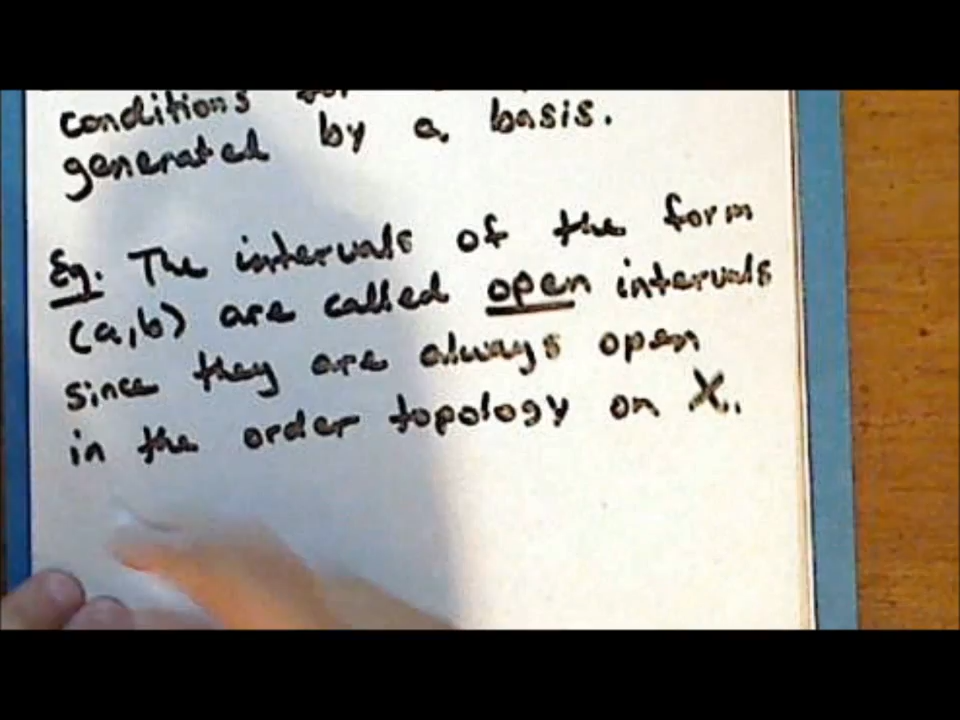 conditions for
generated by a basis.
Eg. The intervals of the form
(a,b) are called open intervals
since they are always open
in the order topology on X.